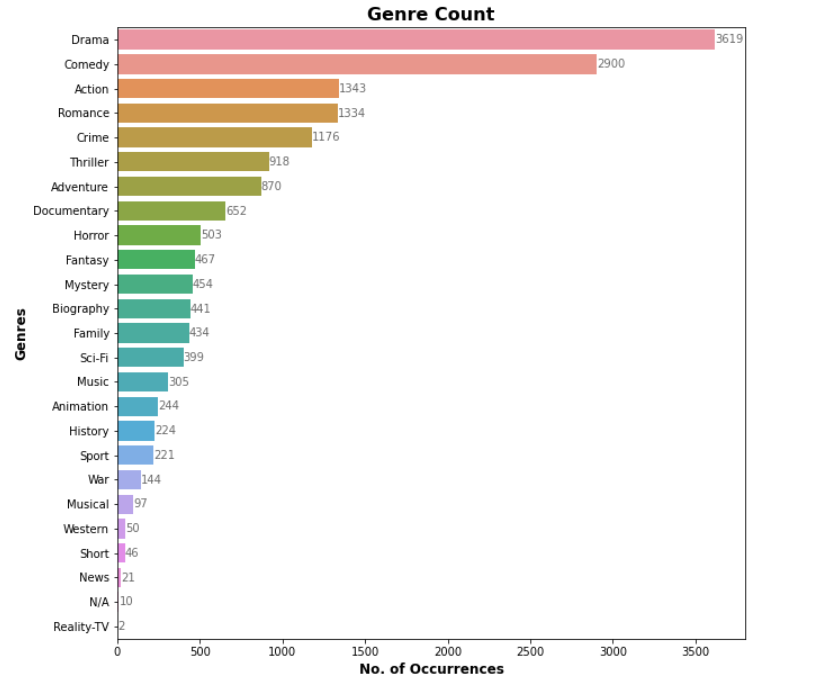 Genre Count
Genres
Drama 3619
Comedy 2900
Action 1343
Romance 1334
Crime 1176
Thriller 918
Adventure 870
Documentary 652
Horror 503
Fantasy 467
Mystery 454
Biography 441
Family 434
Sci-Fi 399
Music 305
Animation 244
History 224
Sport 221
War 144
Musical 97
Western 50
Short 46
News 21
N/A 10
Reality-TV 2
0 500 1000 1500 2000 2500 3000 3500
No. of Occurrences